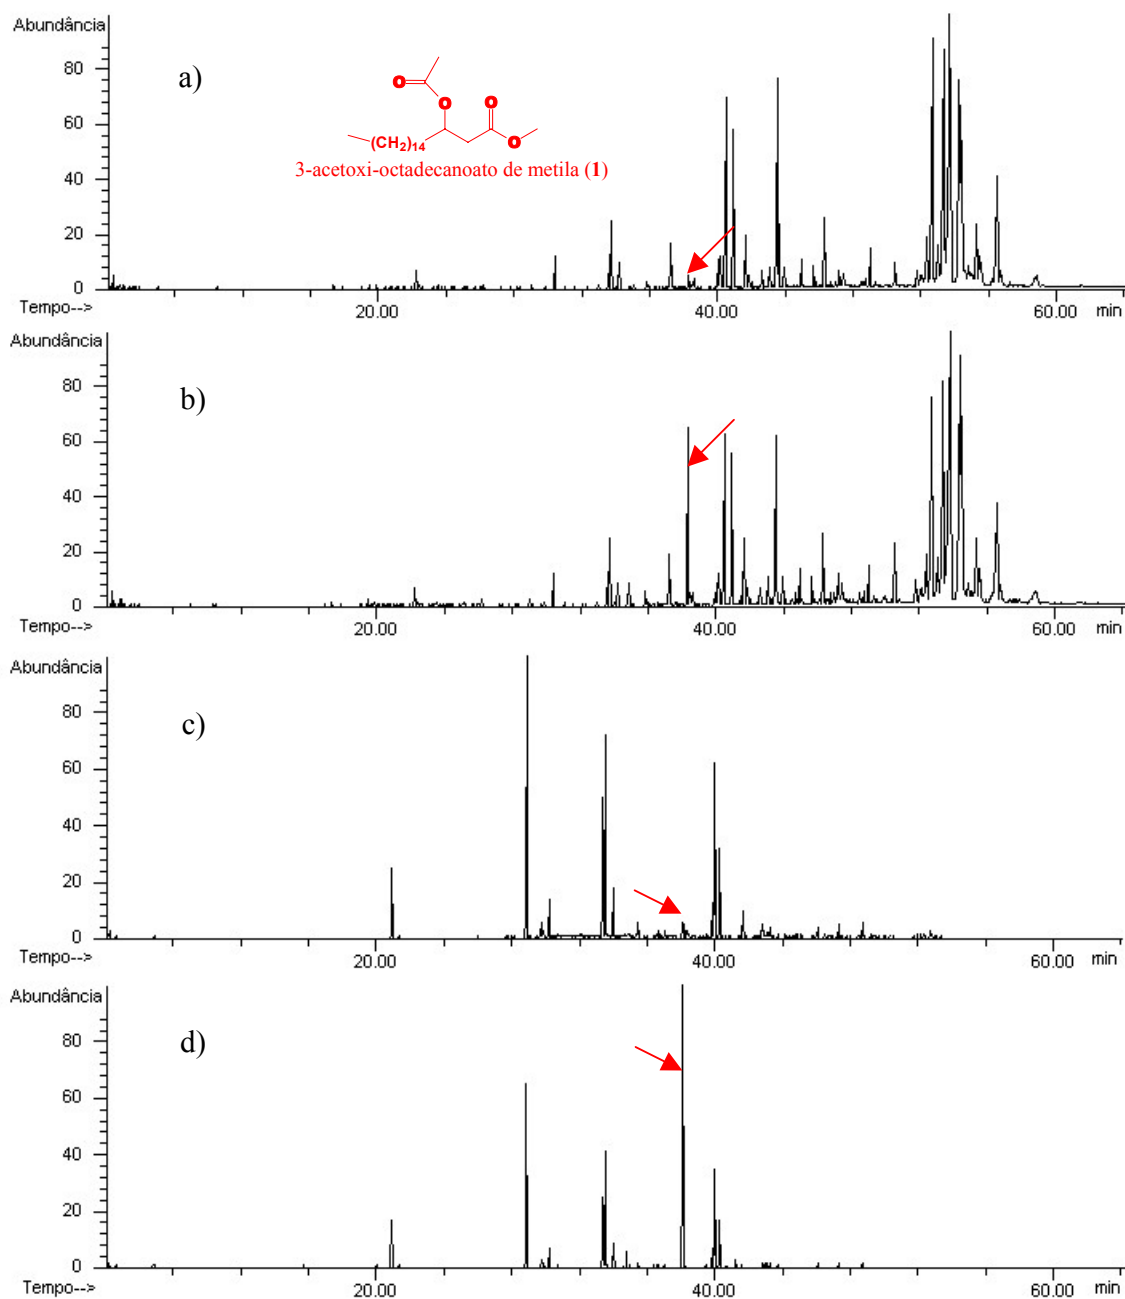 Abundância
a)
80
60
40
20
0
O
O
O
O
(CH2)14
3-acetoxi-octadecanoato de metila (1)
Tempo-->
20.00
40.00
60.00
min
Abundância
b)
80
60
40
20
0
Tempo-->
20.00
40.00
60.00
min
Abundância
c)
80
60
40
20
0
Tempo-->
20.00
40.00
60.00
min
Abundância
d)
80
60
40
20
0
Tempo-->
20.00
40.00
60.00
min